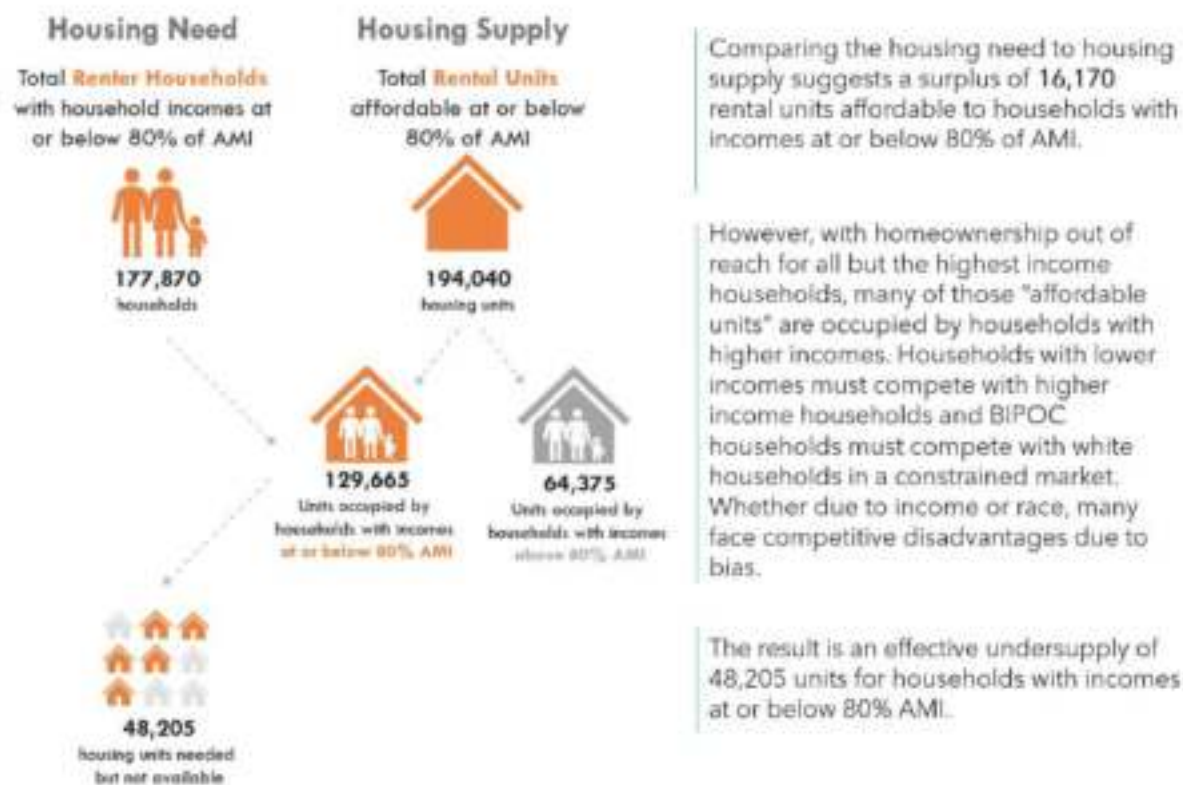 Housing Need
Total Renter Households
with household incomes at
or below 80% of AMI
177,870
households
Housing Supply
Total Rental Units
affordable at or below
80% of AMI
194,040
housing units
129,665
Units occupied by
households with incomes
at or below 80% AMI
64,375
Units occupied by
households with incomes
above 80% AMI
48,205
housing units needed
but not available
Comparing the housing need to housing
supply suggests a surplus of 16,170
rental units affordable to households with
incomes at or below 80% of AMI.
However, with homeownership out of
reach for all but the highest income
households, many of those "affordable
units" are occupied by households with
higher incomes. Households with lower
incomes must compete with higher
income households and BIPOC
households must compete with white
households in a constrained market.
Whether due to income or race, many
face competitive disadvantages due to
bias.
The result is an effective undersupply of
48,205 units for households with incomes
at or below 80% AMI.